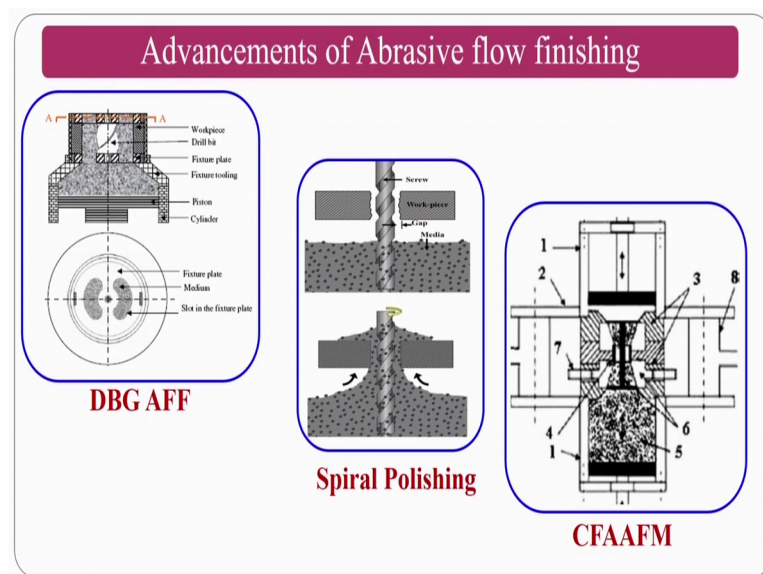 Advancements of Abrasive flow finishing
A
A
Workpiece
Drill bit
Fixture plate
Fixture tooling
Piston
Cylinder
Fixture plate
Medium
Slot in the fixture plate
DBG AFF
Screw
Work-piece
Gap
Media
Spiral Polishing
1
2
3
8
7
4
6
5
1
CFAAFM